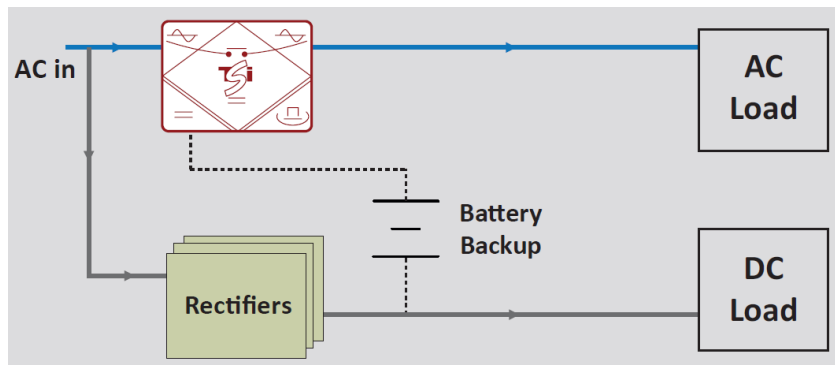 AC in
AC
Load
Battery
Backup
Rectifiers
DC
Load